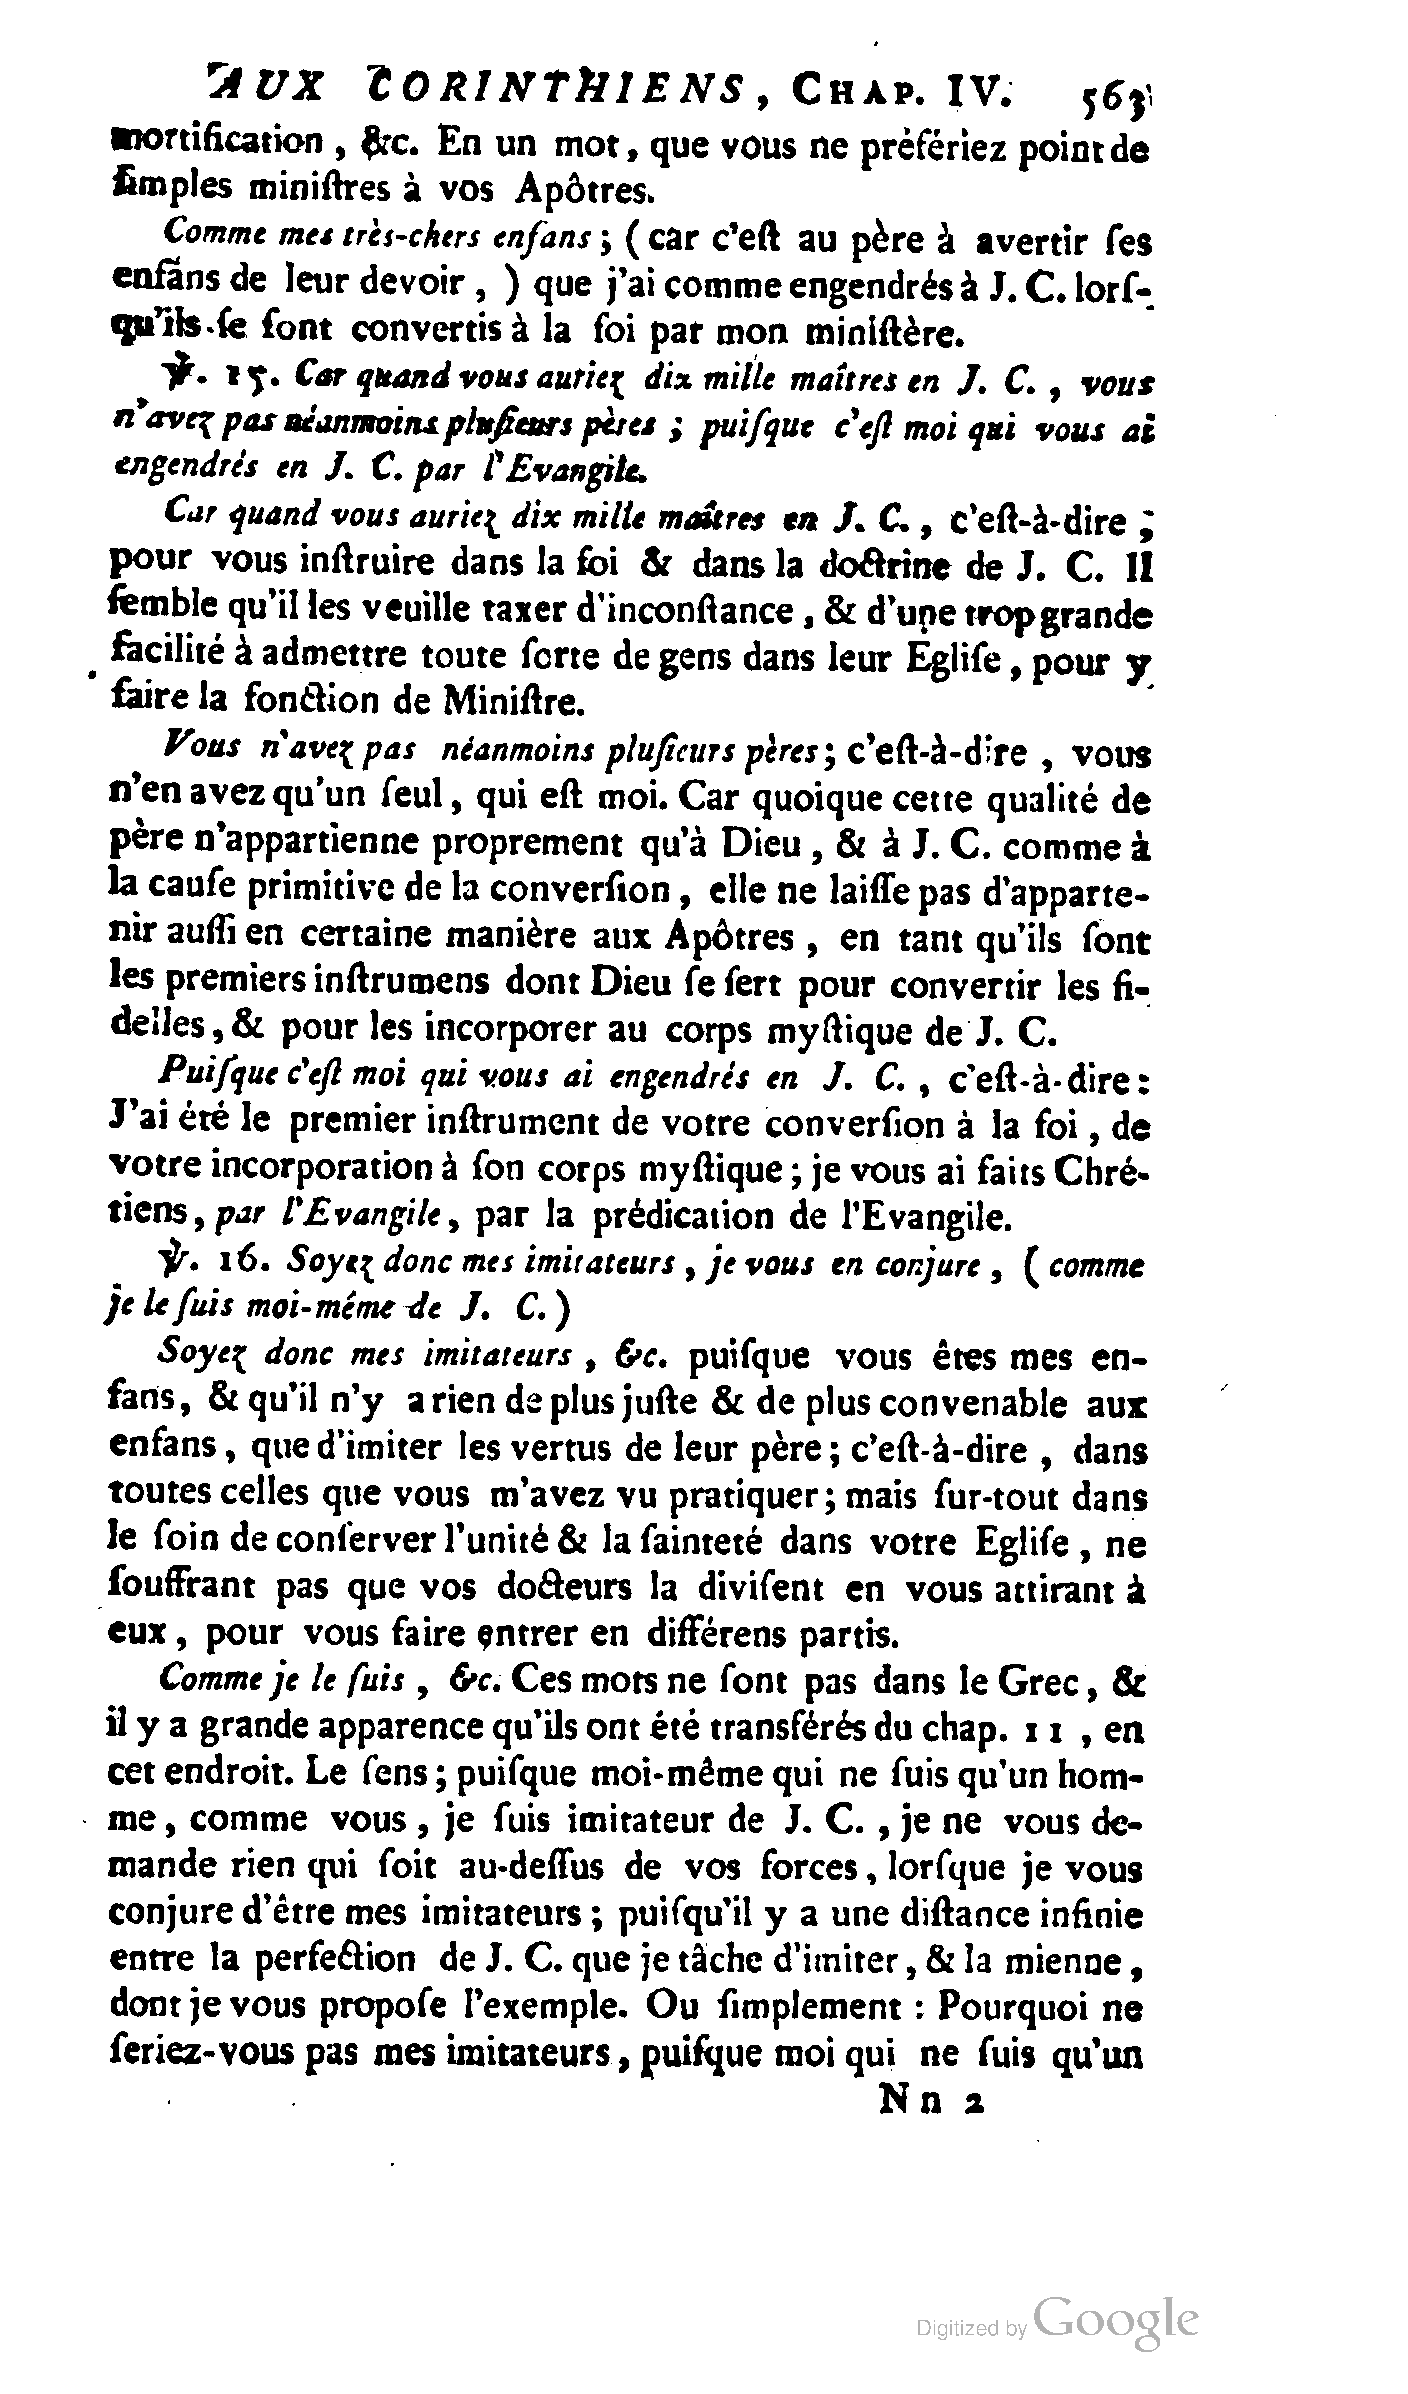 AUX CORINTHIENS, CHAP. IV. 563
mortification, &c. En un mot, que vous ne préfériez point de
ſimples miniſtres à vos Apôtres.
Comme mes très-chers enfans; (car c'eſt au père à avertir ſes
enfans de leur devoir,) que j'ai comme engendrés à J. C. lorſ-
qu'ils ſe ſont convertis à la foi par mon miniſtère.
℣. 15. Car quand vous auriez dix mille maîtres en J. C., vous
n'avez pas néanmoins pluſieurs pères; puiſque c'eſt moi qui vous ai
engendrés en J. C. par l'Evangile.
Car quand vous auriez dix mille maîtres en J. C., c'eſt-à-dire;
pour vous inſtruire dans la foi & dans la doctrine de J. C. Il
ſemble qu'il les veuille taxer d'inconſtance, & d'une trop grande
facilité à admettre toute ſorte de gens dans leur Egliſe, pour y
faire la fonction de Miniſtre.
Vous n'avez pas néanmoins pluſieurs pères; c'eſt-à-dire, vous
n'en avez qu'un ſeul, qui eſt moi. Car quoique cette qualité de
père n'appartienne proprement qu'à Dieu, & à J. C. comme à
la cauſe primitive de la converſion, elle ne laiſſe pas d'apparte-
nir auſſi en certaine manière aux Apôtres, en tant qu'ils ſont
les premiers inſtrumens dont Dieu ſe ſert pour convertir les fi-
delles, & pour les incorporer au corps myſtique de J. C.
Puiſque c'eſt moi qui vous ai engendrés en J. C., c'eſt-à-dire:
J'ai été le premier inſtrument de votre converſion à la foi, de
votre incorporation à ſon corps myſtique; je vous ai faits Chré-
tiens, par l'Evangile, par la prédication de l'Evangile.
℣. 16. Soyez donc mes imitateurs, je vous en conjure, (comme
je le ſuis moi-même de J. C.)
Soyez donc mes imitateurs, &c. puiſque vous êtes mes en-
fans, & qu'il n'y a rien de plus juſte & de plus convenable aux
enfans, que d'imiter les vertus de leur père; c'eſt-à-dire, dans
toutes celles que vous m'avez vu pratiquer; mais ſur-tout dans
le ſoin de conſerver l'unité & la ſainteté dans votre Egliſe, ne
ſouffrant pas que vos docteurs la diviſent en vous attirant à
eux, pour vous faire entrer en différens partis.
Comme je le ſuis, &c. Ces mots ne ſont pas dans le Grec, &
il y a grande apparence qu'ils ont été transférés du chap. 11, en
cet endroit. Le ſens; puiſque moi-même qui ne ſuis qu'un hom-
me, comme vous, je ſuis imitateur de J. C., je ne vous de-
mande rien qui ſoit au-deſſus de vos forces, lorſque je vous
conjure d'être mes imitateurs; puiſqu'il y a une diſtance infinie
entre la perfection de J. C. que je tâche d'imiter, & la mienne,
dont je vous propoſe l'exemple. Ou ſimplement: Pourquoi ne
ſeriez-vous pas mes imitateurs, puiſque moi qui ne ſuis qu'un
Nn 2
Digitized by Google